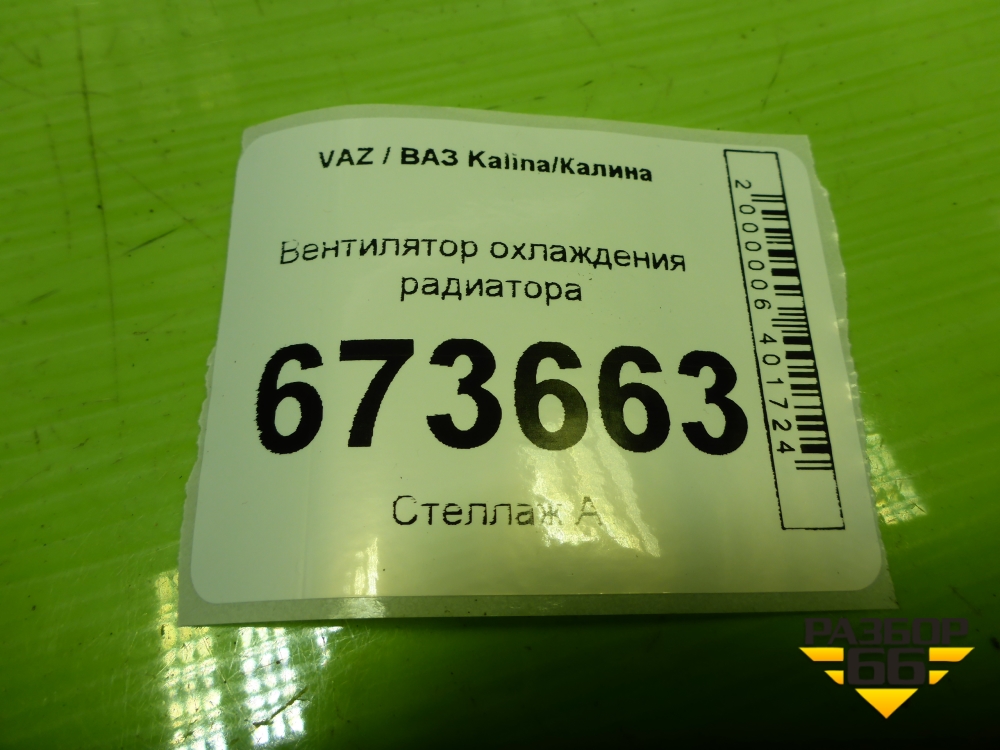 VAZ / ВАЗ Kalina/Калина
Вентилятор охлаждения
радиатора
673663
Стеллаж А
2000006401724
РАЗБОР
66